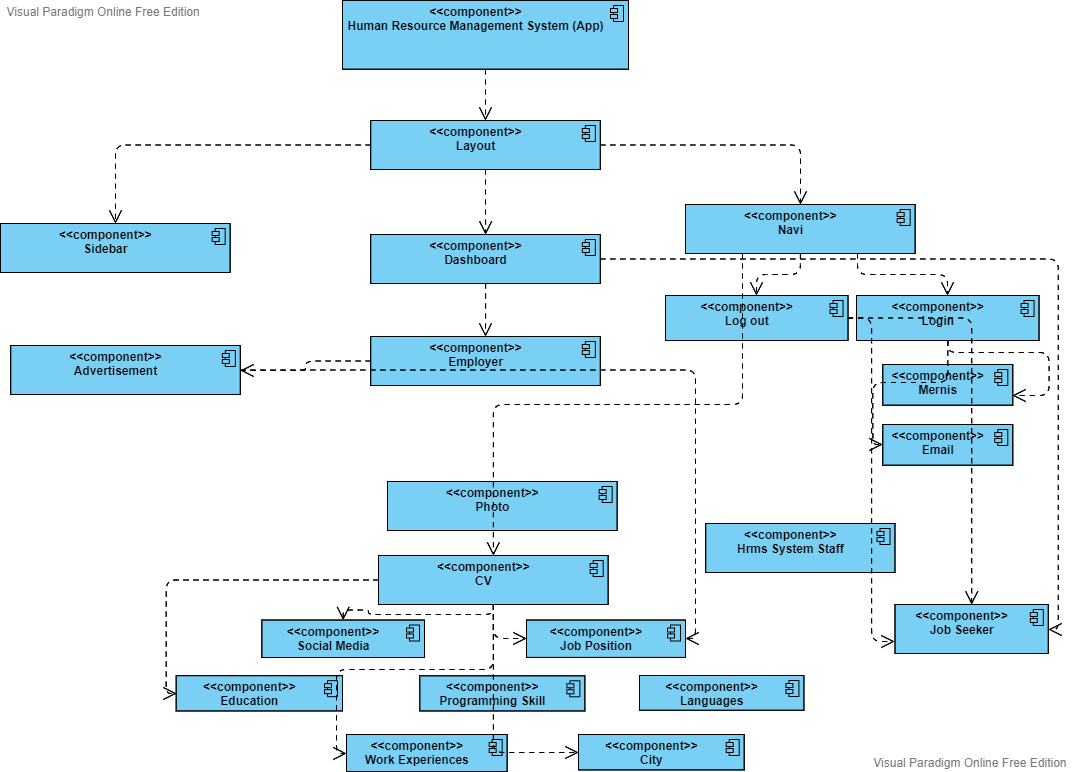 Visual Paradigm Online Free Edition
<<component>>
Human Resource Management System (App)
<<component>>
Layout
<<component>>
Sidebar
<<component>>
Dashboard
<<component>>
Navi
<<component>>
Log out
<<component>>
Login
<<component>>
Advertisement
<<component>>
Employer
<<component>>
Mernis
<<component>>
Email
<<component>>
Photo
<<component>>
Hrms System Staff
<<component>>
CV
<<component>>
Social Media
<<component>>
Job Position
<<component>>
Job Seeker
<<component>>
Education
<<component>>
Programming Skill
<<component>>
Languages
<<component>>
Work Experiences
<<component>>
City
Visual Paradigm Online Free Edition